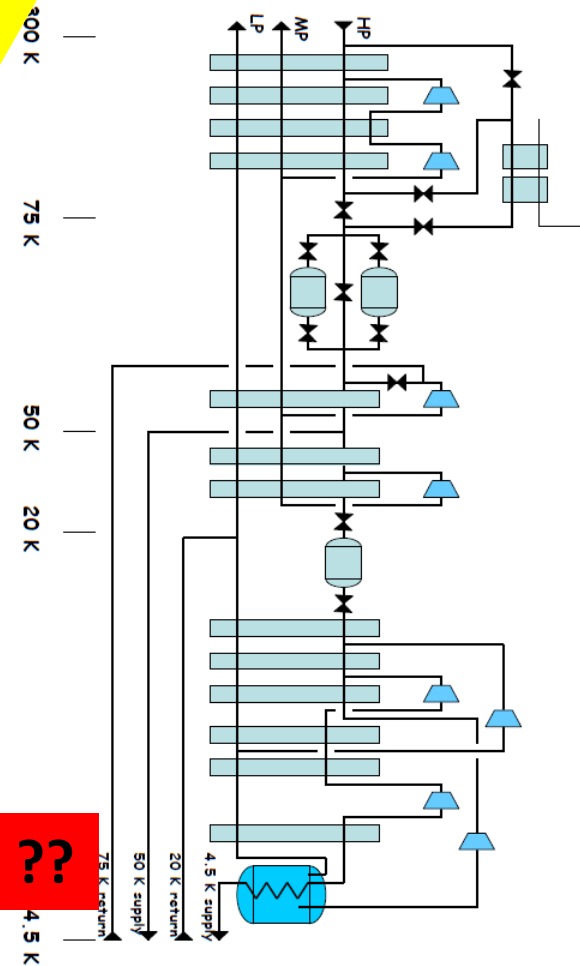 LP
MP
HP
300 K
75 K
50 K
20 K
4.5 K
??
75 K return
50 K supply
20 K return
4.5 K supply